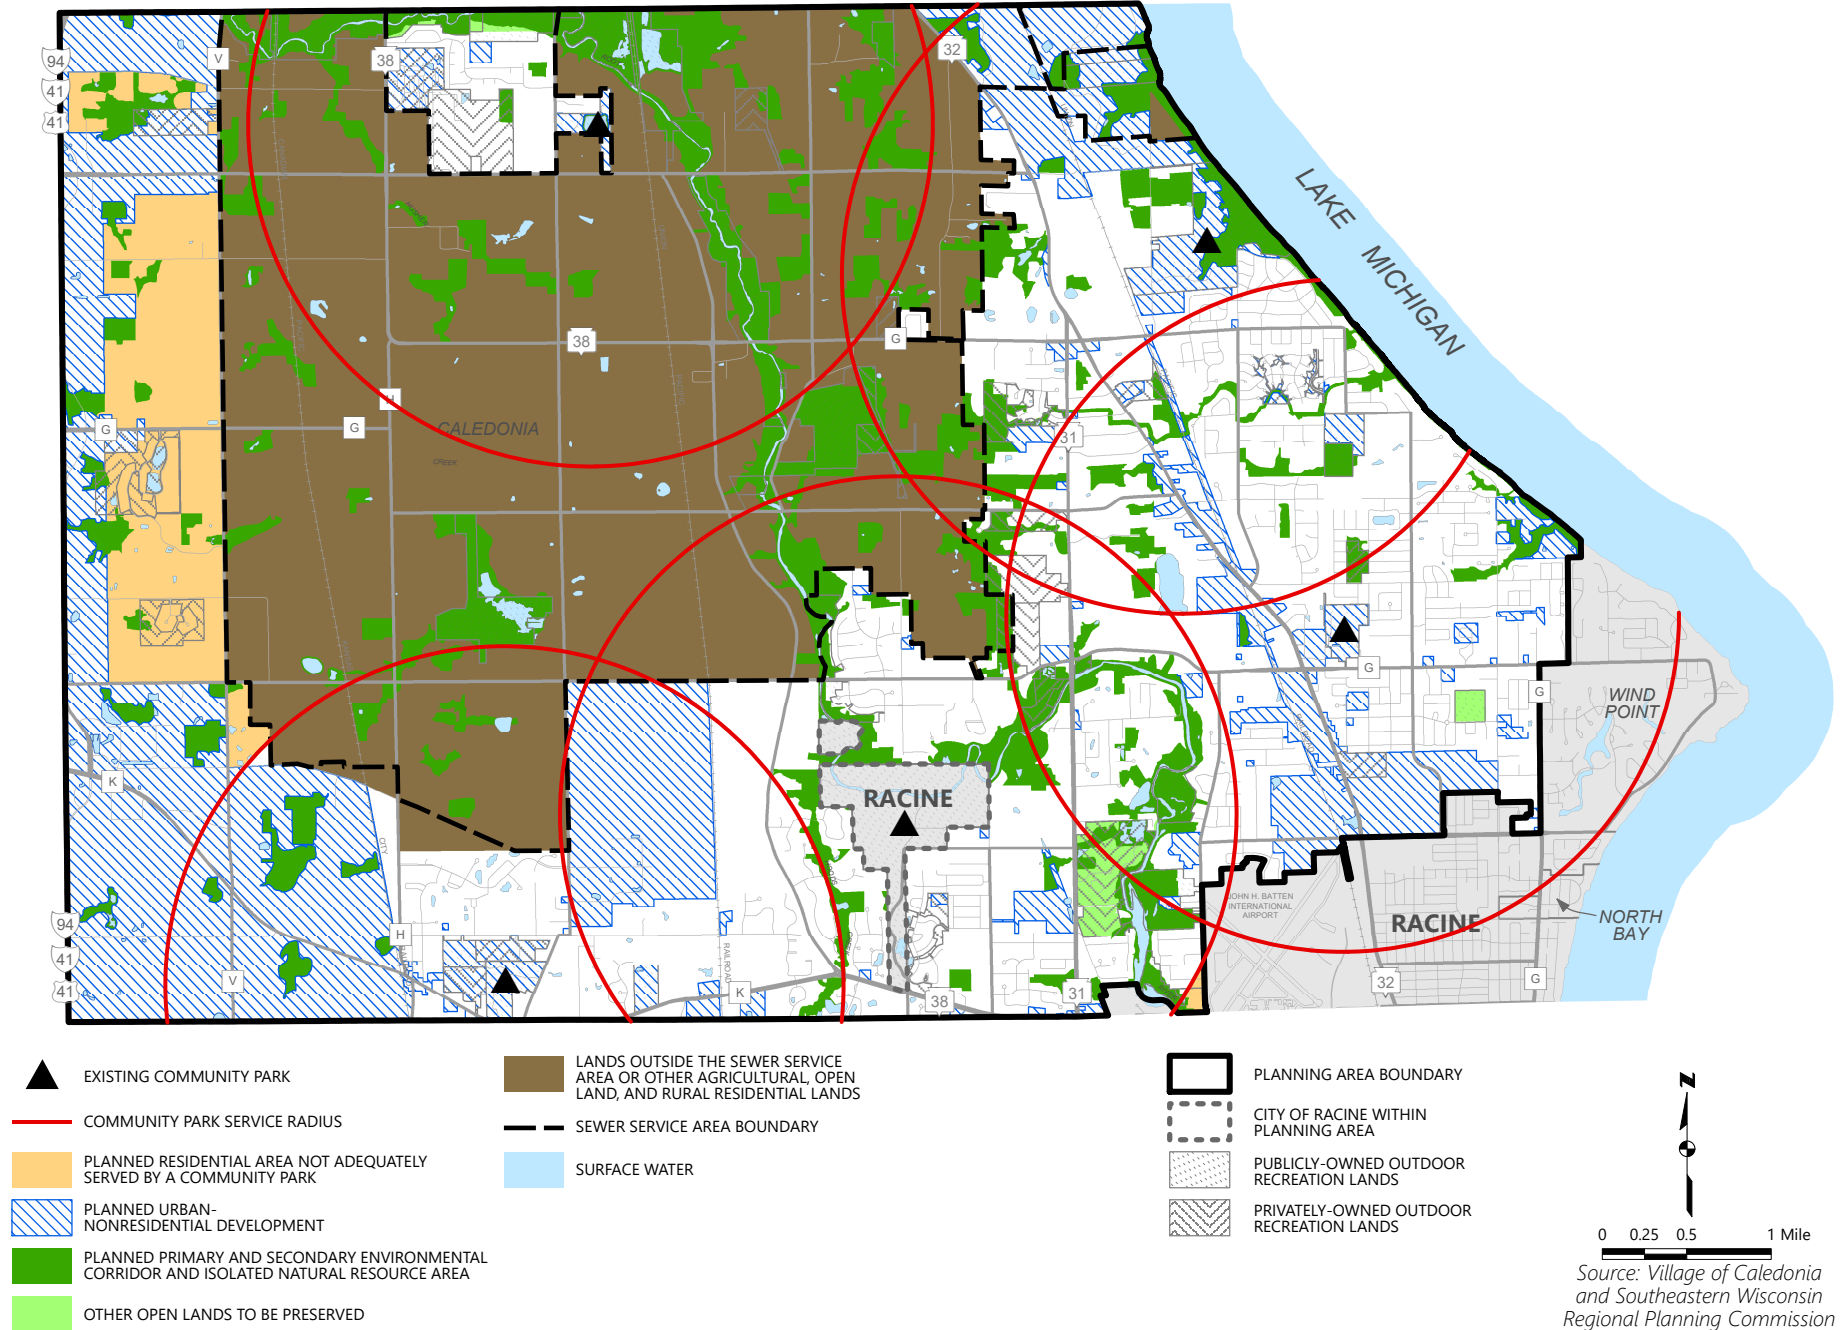 94
41
41
V
38
32
LAKE
MICHIGAN
38
G
H
G
G
CALEDONIA
CREEK
31
G
G
WIND
POINT
K
RACINE
JOHN H. BATTEN
INTERNATIONAL
AIRPORT
RACINE
NORTH
BAY
94
41
41
H
V
RAILROAD
K
38
31
32
G
EXISTING COMMUNITY PARK
COMMUNITY PARK SERVICE RADIUS
PLANNED RESIDENTIAL AREA NOT ADEQUATELY
SERVED BY A COMMUNITY PARK
PLANNED URBAN-
NONRESIDENTIAL DEVELOPMENT
PLANNED PRIMARY AND SECONDARY ENVIRONMENTAL
CORRIDOR AND ISOLATED NATURAL RESOURCE AREA
OTHER OPEN LANDS TO BE PRESERVED
LANDS OUTSIDE THE SEWER SERVICE
AREA OR OTHER AGRICULTURAL, OPEN
LAND, AND RURAL RESIDENTIAL LANDS
SEWER SERVICE AREA BOUNDARY
SURFACE WATER
PLANNING AREA BOUNDARY
CITY OF RACINE WITHIN
PLANNING AREA
PUBLICLY-OWNED OUTDOOR
RECREATION LANDS
PRIVATELY-OWNED OUTDOOR
RECREATION LANDS
N
0 0.25 0.5 1 Mile
Source: Village of Caledonia
and Southeastern Wisconsin
Regional Planning Commission